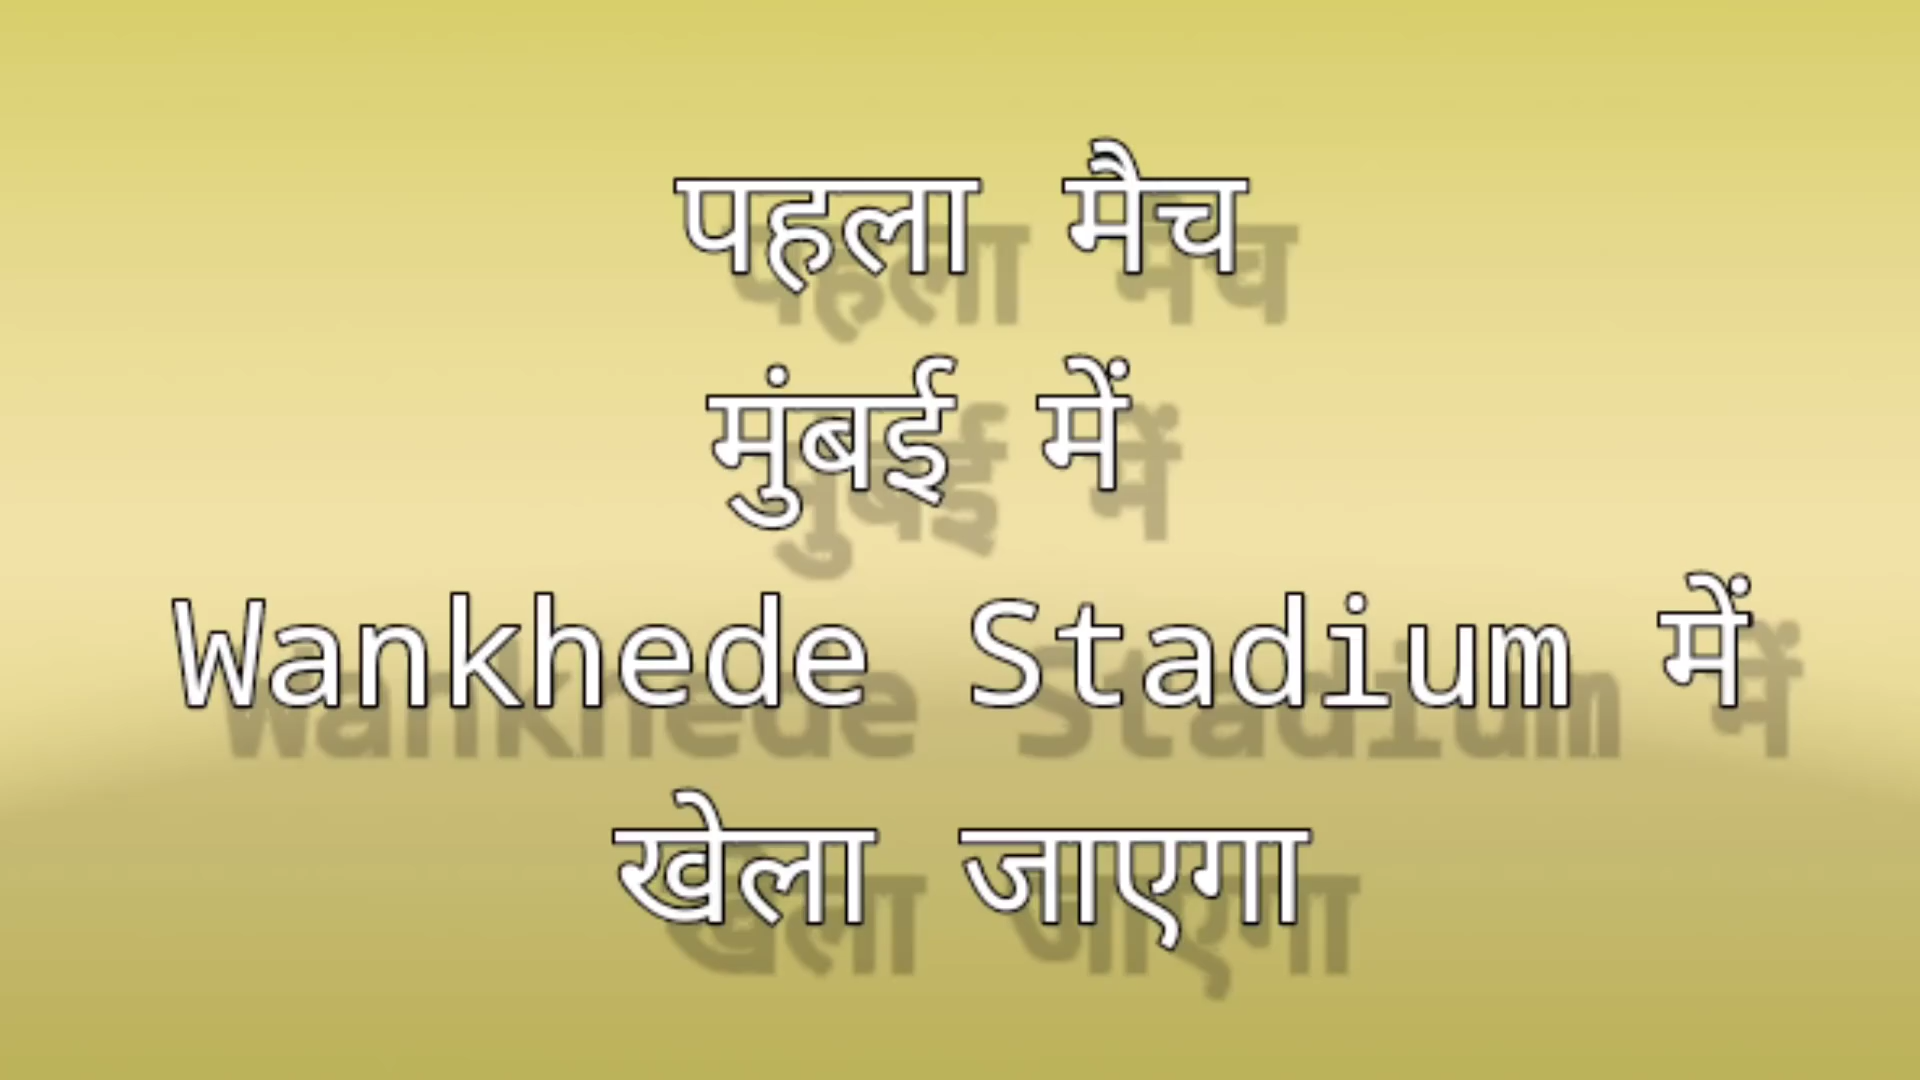 पहला मैच
मुंबई में
Wankhede Stadium में
खेला जाएगा